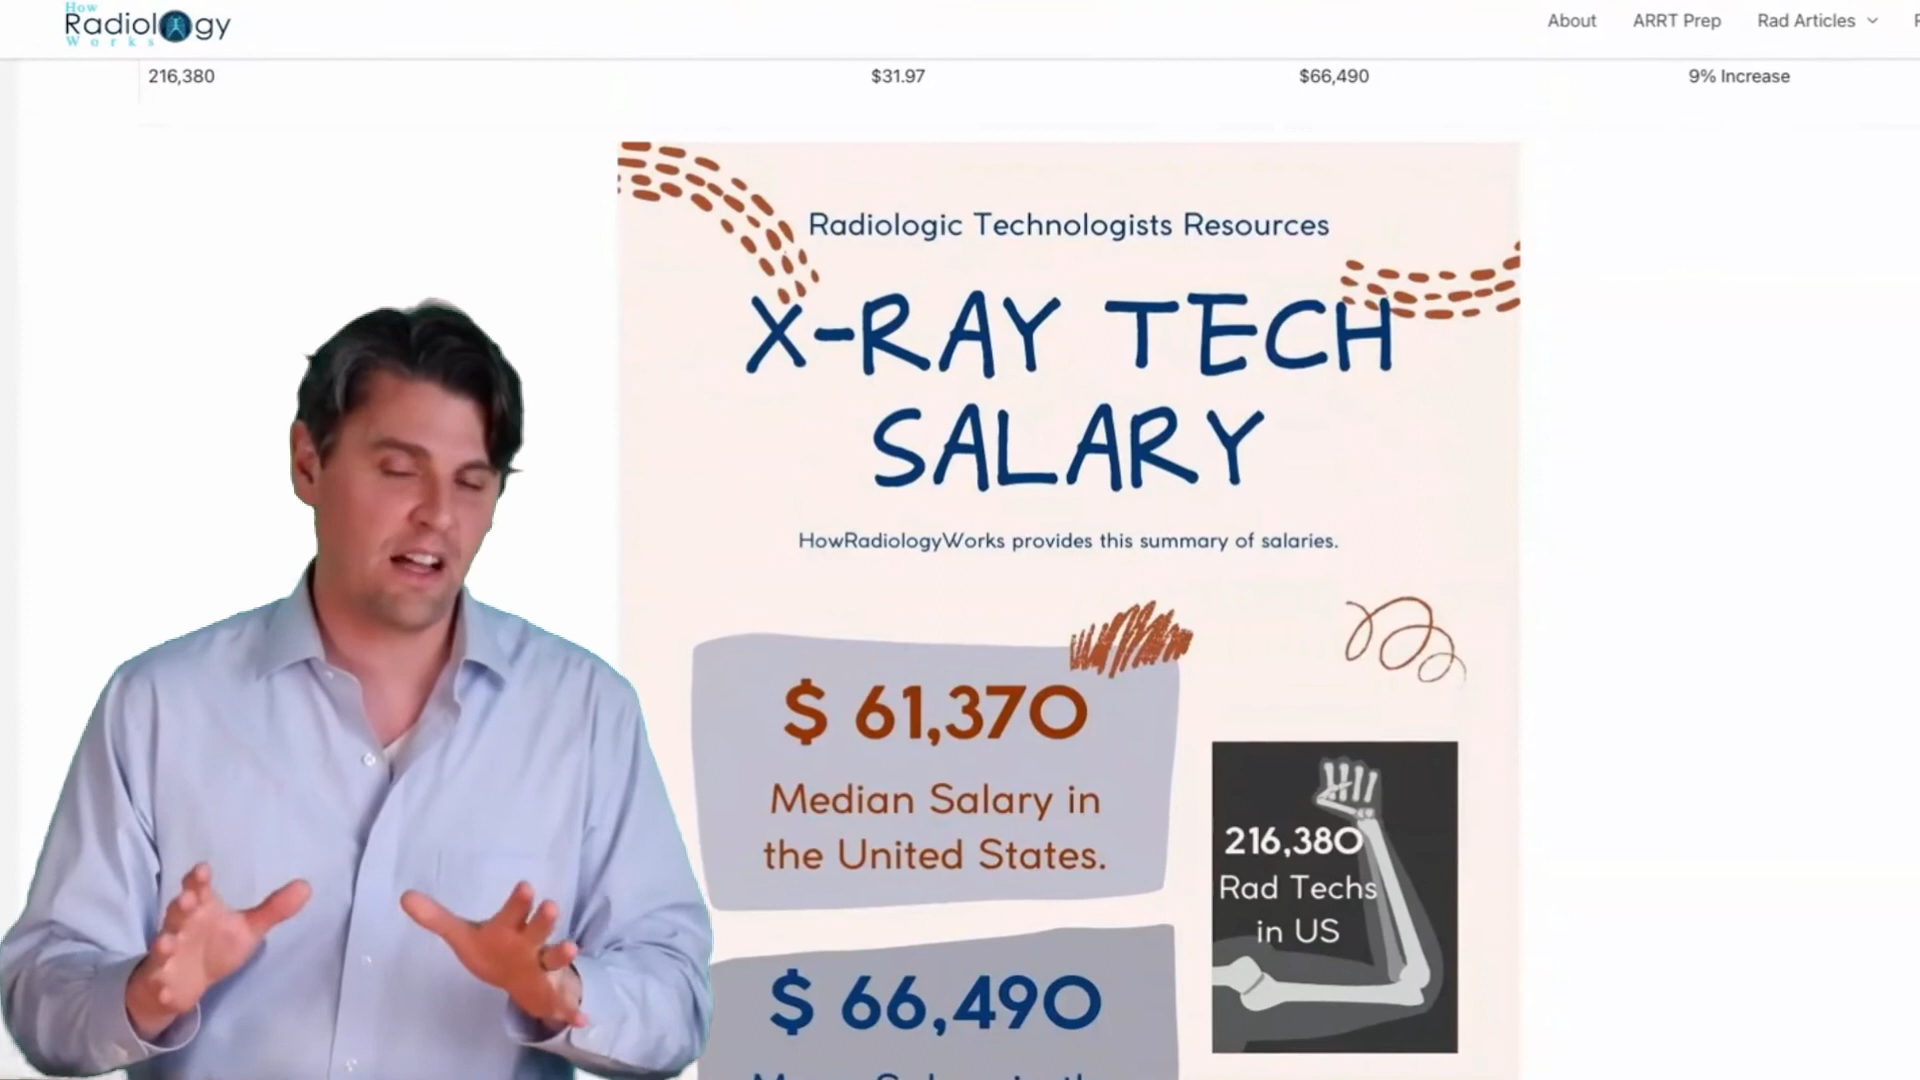 How
Radiology
Works
About
ARRT Prep
Rad Articles
216,380
$31.97
$66,490
9% Increase
Radiologic Technologists Resources
X-RAY TECH
SALARY
HowRadiologyWorks provides this summary of salaries.
$ 61,370
Median Salary in
the United States.
216,380
Rad Techs
in US
$ 66,490